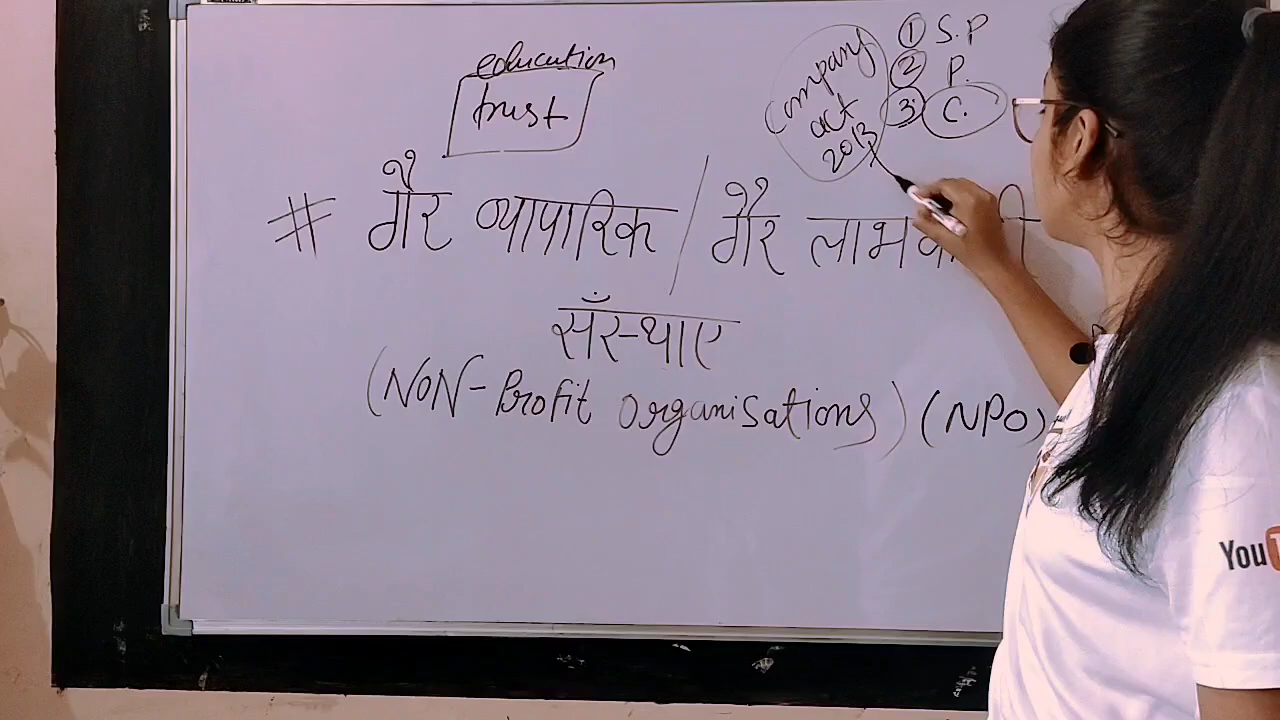 education
trust
Company
act
2013
① S.P
② P.
③ C.
# गैर व्यापारिक / गैर लाभ
सँस्थाए
(NON-Profit Organisations) (NPO)
You